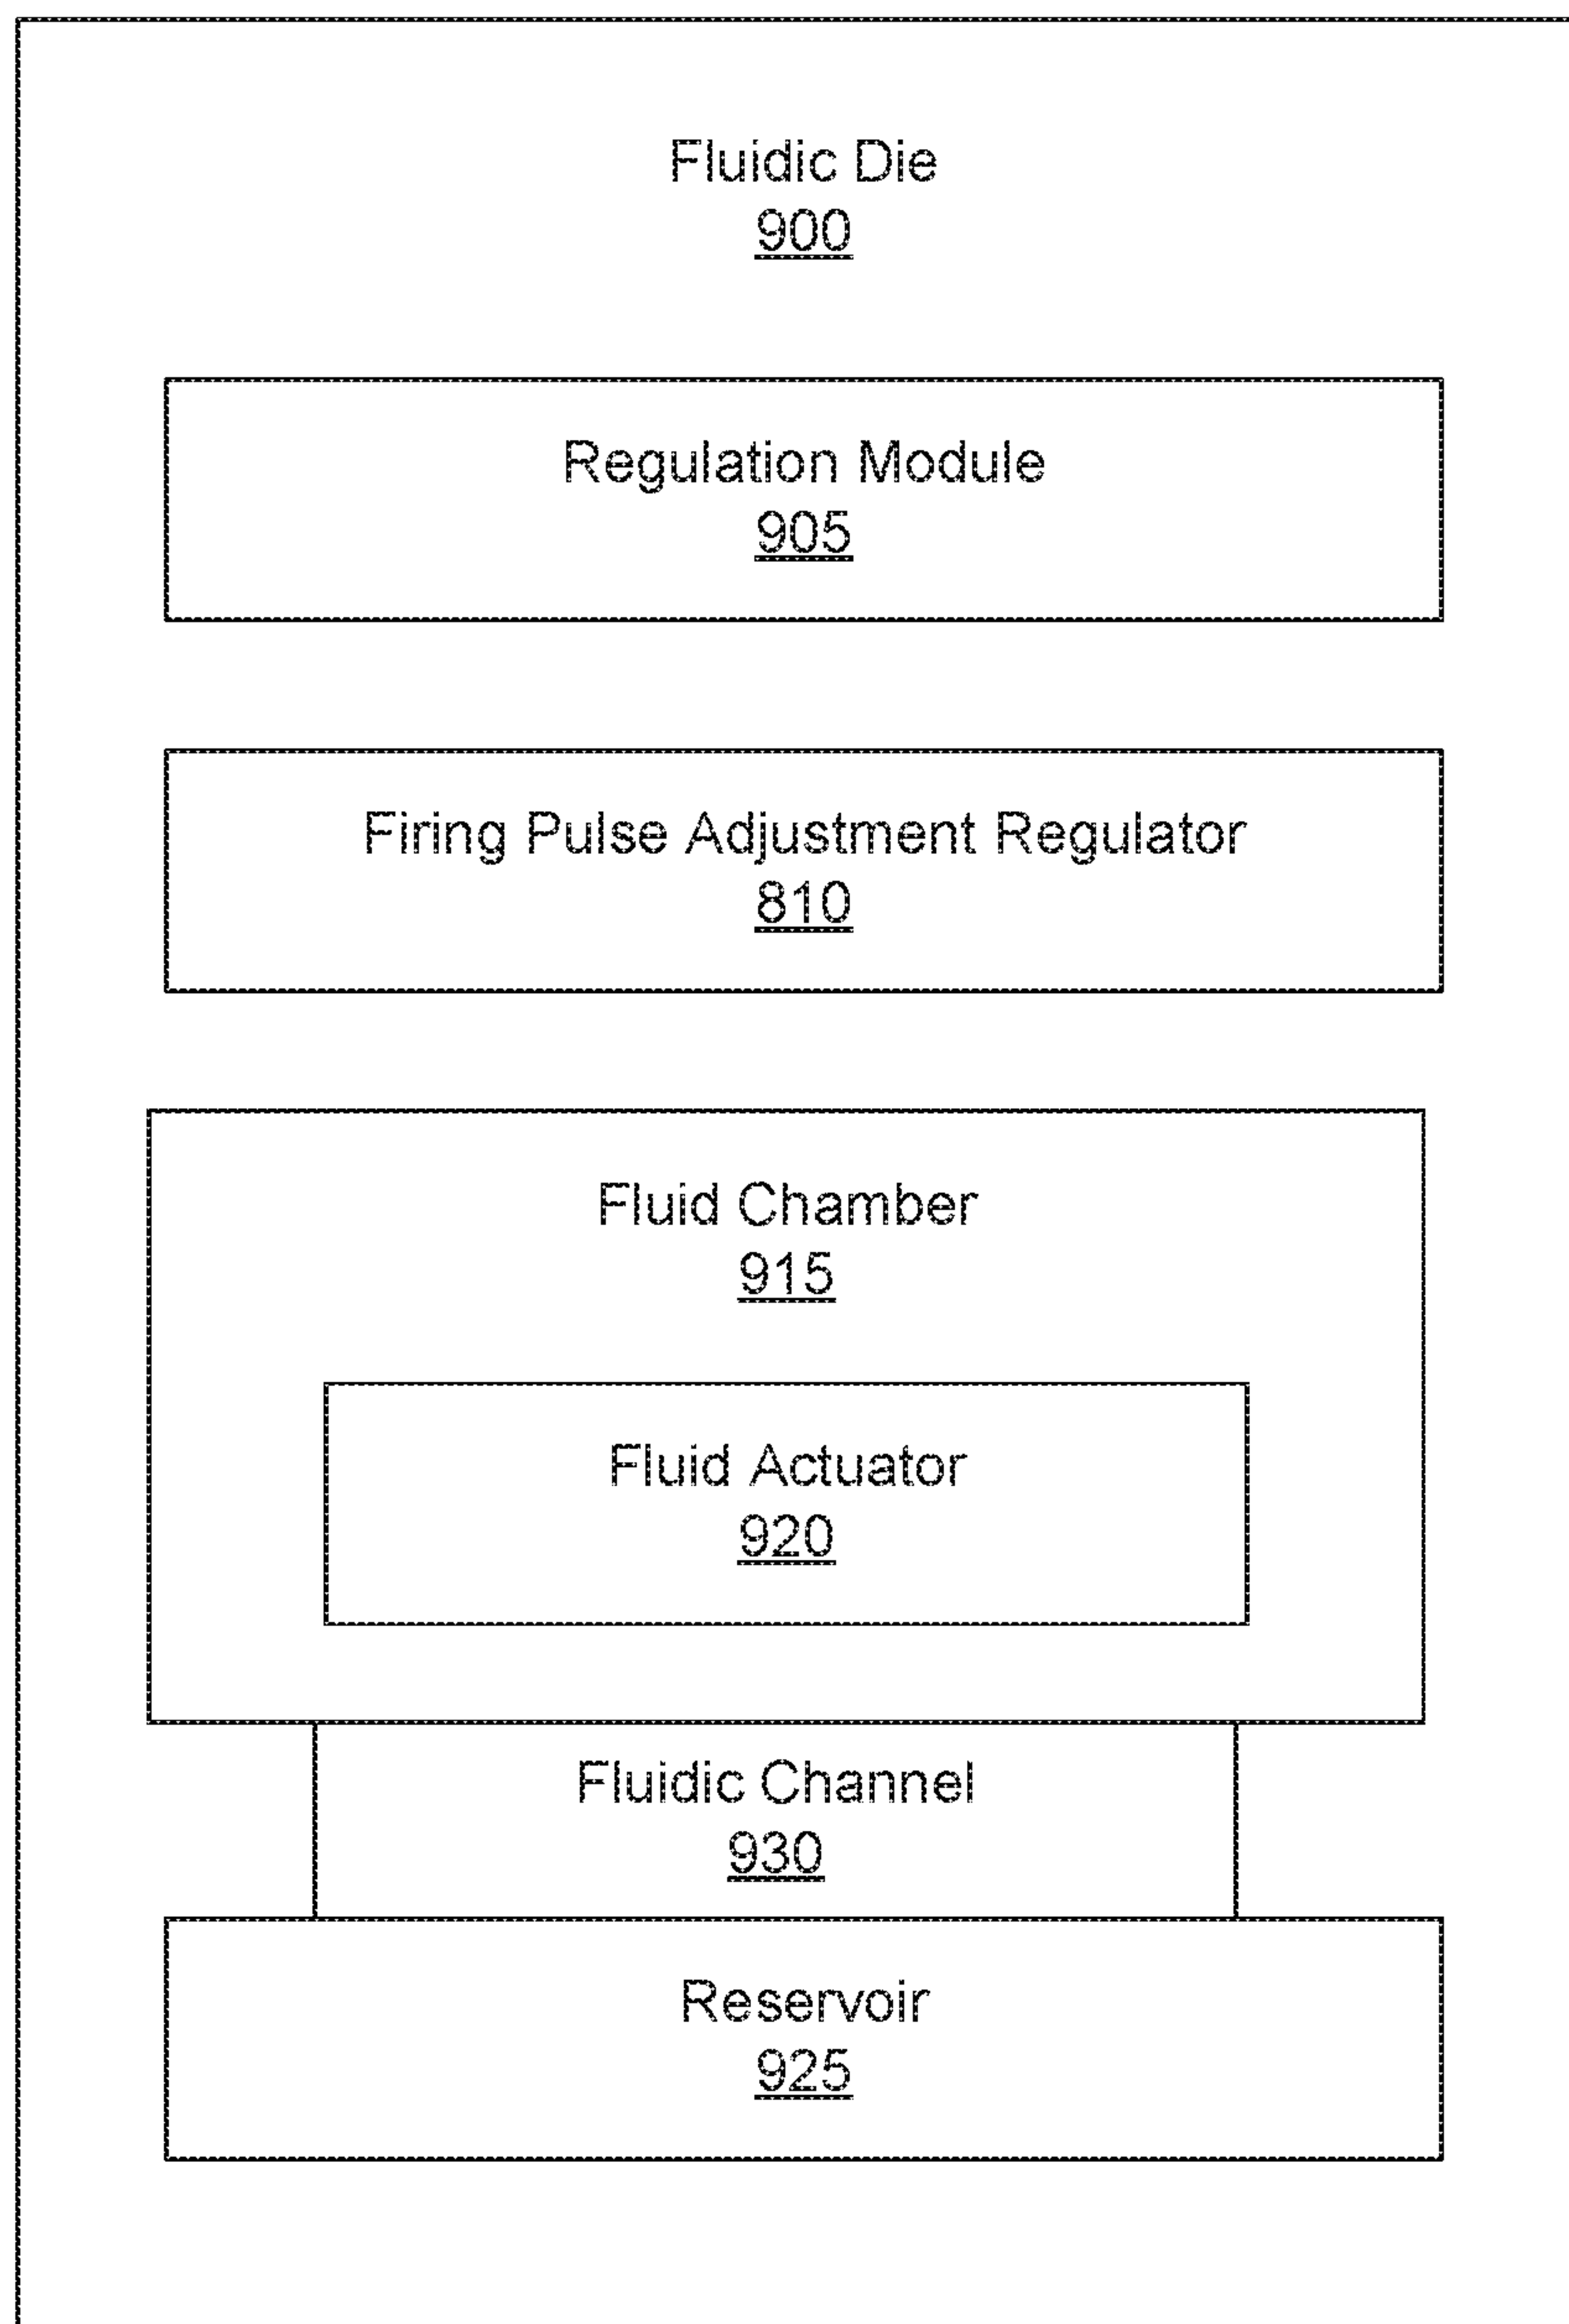 Fluidic Die
900
Regulation Module
905
Firing Pulse Adjustment Regulator
810
Fluid Chamber
915
Fluid Actuator
920
Fluidic Channel
930
Reservoir
925